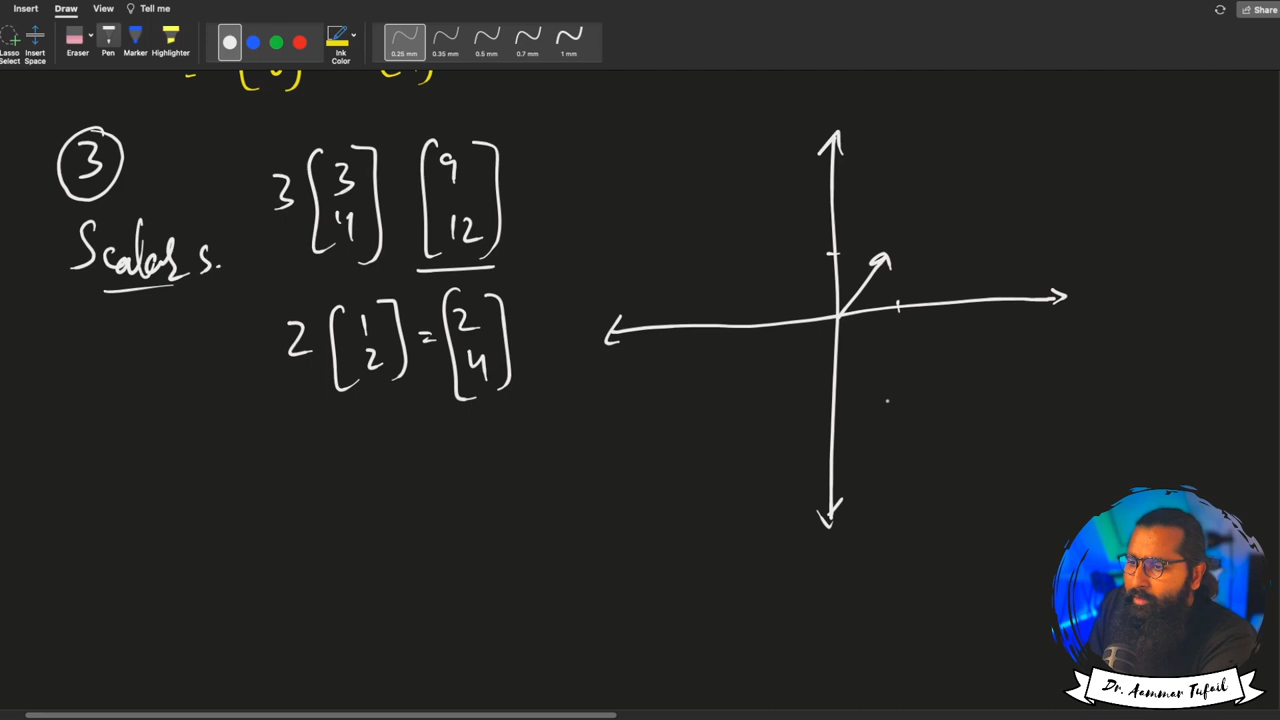 Insert Draw View Tell me
Share
Lasso Select
Insert Space
Eraser
Pen
Marker
Highlighter
Ink Color
0.25 mm
0.35 mm
0.5 mm
0.7 mm
1 mm
3
Scalars.
3 [3 4] [9 12]
2 [1 2] = [2 4]
Dr. Aammar Tufail